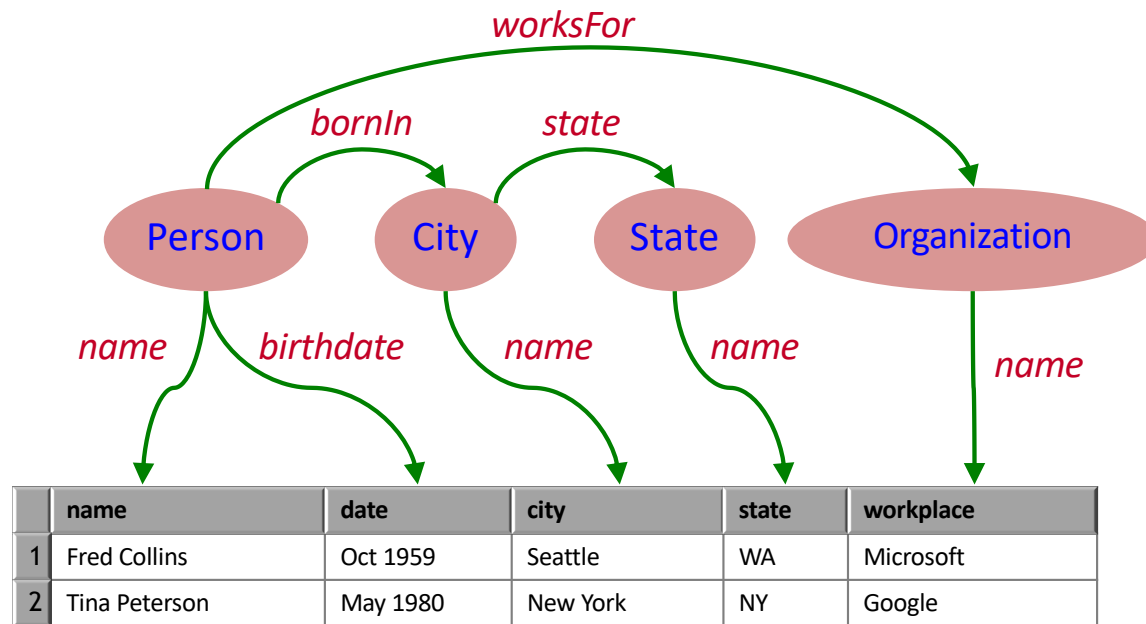 worksFor
bornIn state
Person City State Organization
name birthdate name name name
name date city state workplace
1 Fred Collins Oct 1959 Seattle WA Microsoft
2 Tina Peterson May 1980 New York NY Google